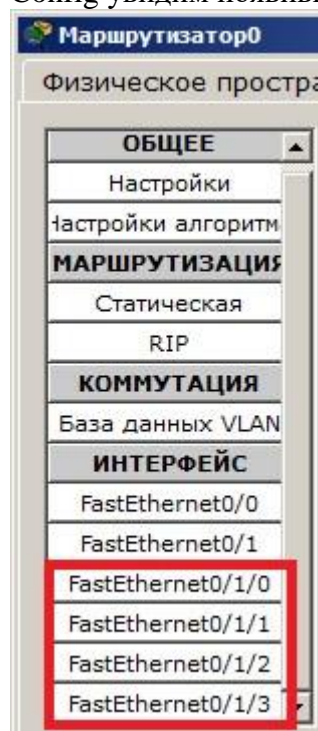 Маршрутизатор0
Физическое простра
ОБЩЕЕ
Настройки
Настройки алгоритм
МАРШРУТИЗАЦИЯ
Статическая
RIP
КОММУТАЦИЯ
База данных VLAN
ИНТЕРФЕЙС
FastEthernet0/0
FastEthernet0/1
FastEthernet0/1/0
FastEthernet0/1/1
FastEthernet0/1/2
FastEthernet0/1/3